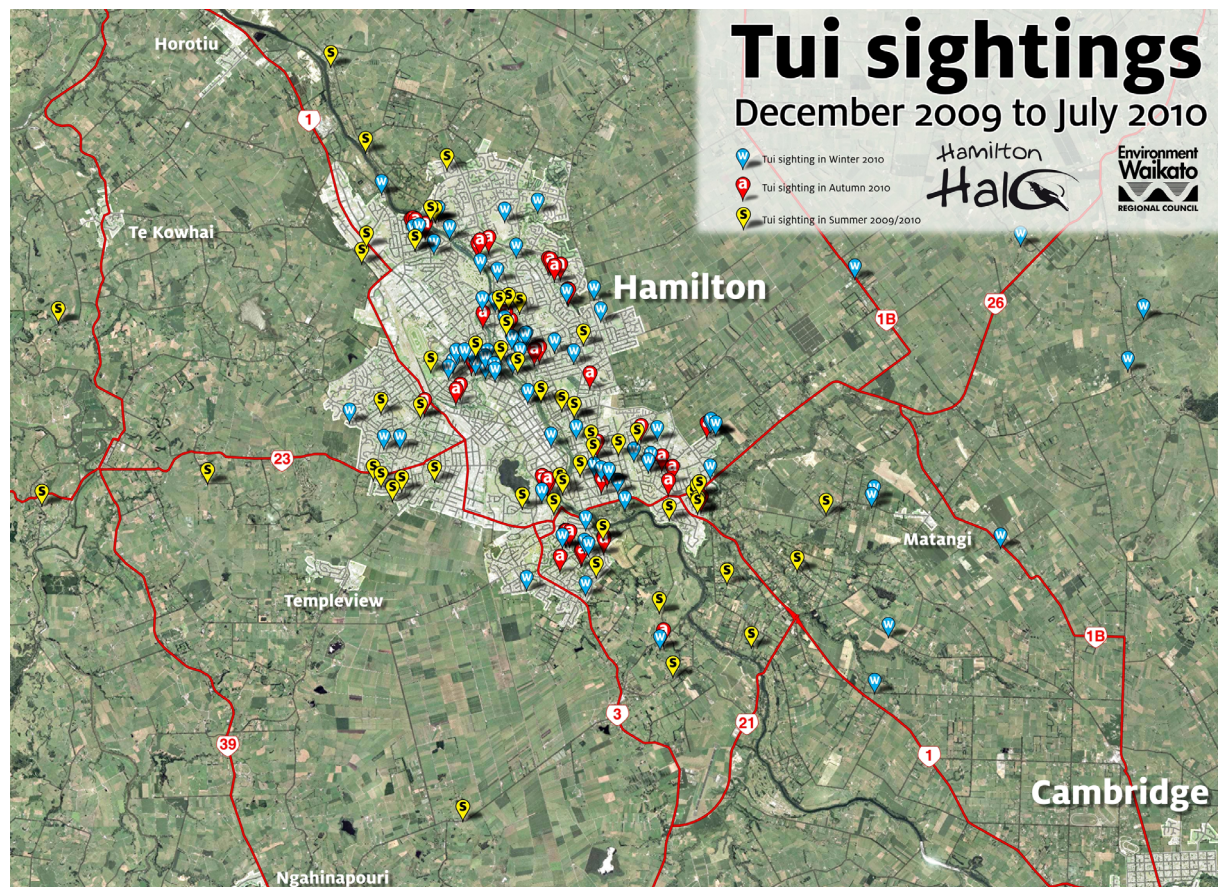 Tui sightings
December 2009 to July 2010
Tui sighting in Winter 2010
Tui sighting in Autumn 2010
Tui sighting in Summer 2009/2010
Hamilton
Halo
Environment
Waikato
REGIONAL COUNCIL
Horotiu
1
Te Kowhai
Hamilton
1B
26
23
Matangi
Templeview
1B
3
21
39
1
Cambridge
Ngahinapouri